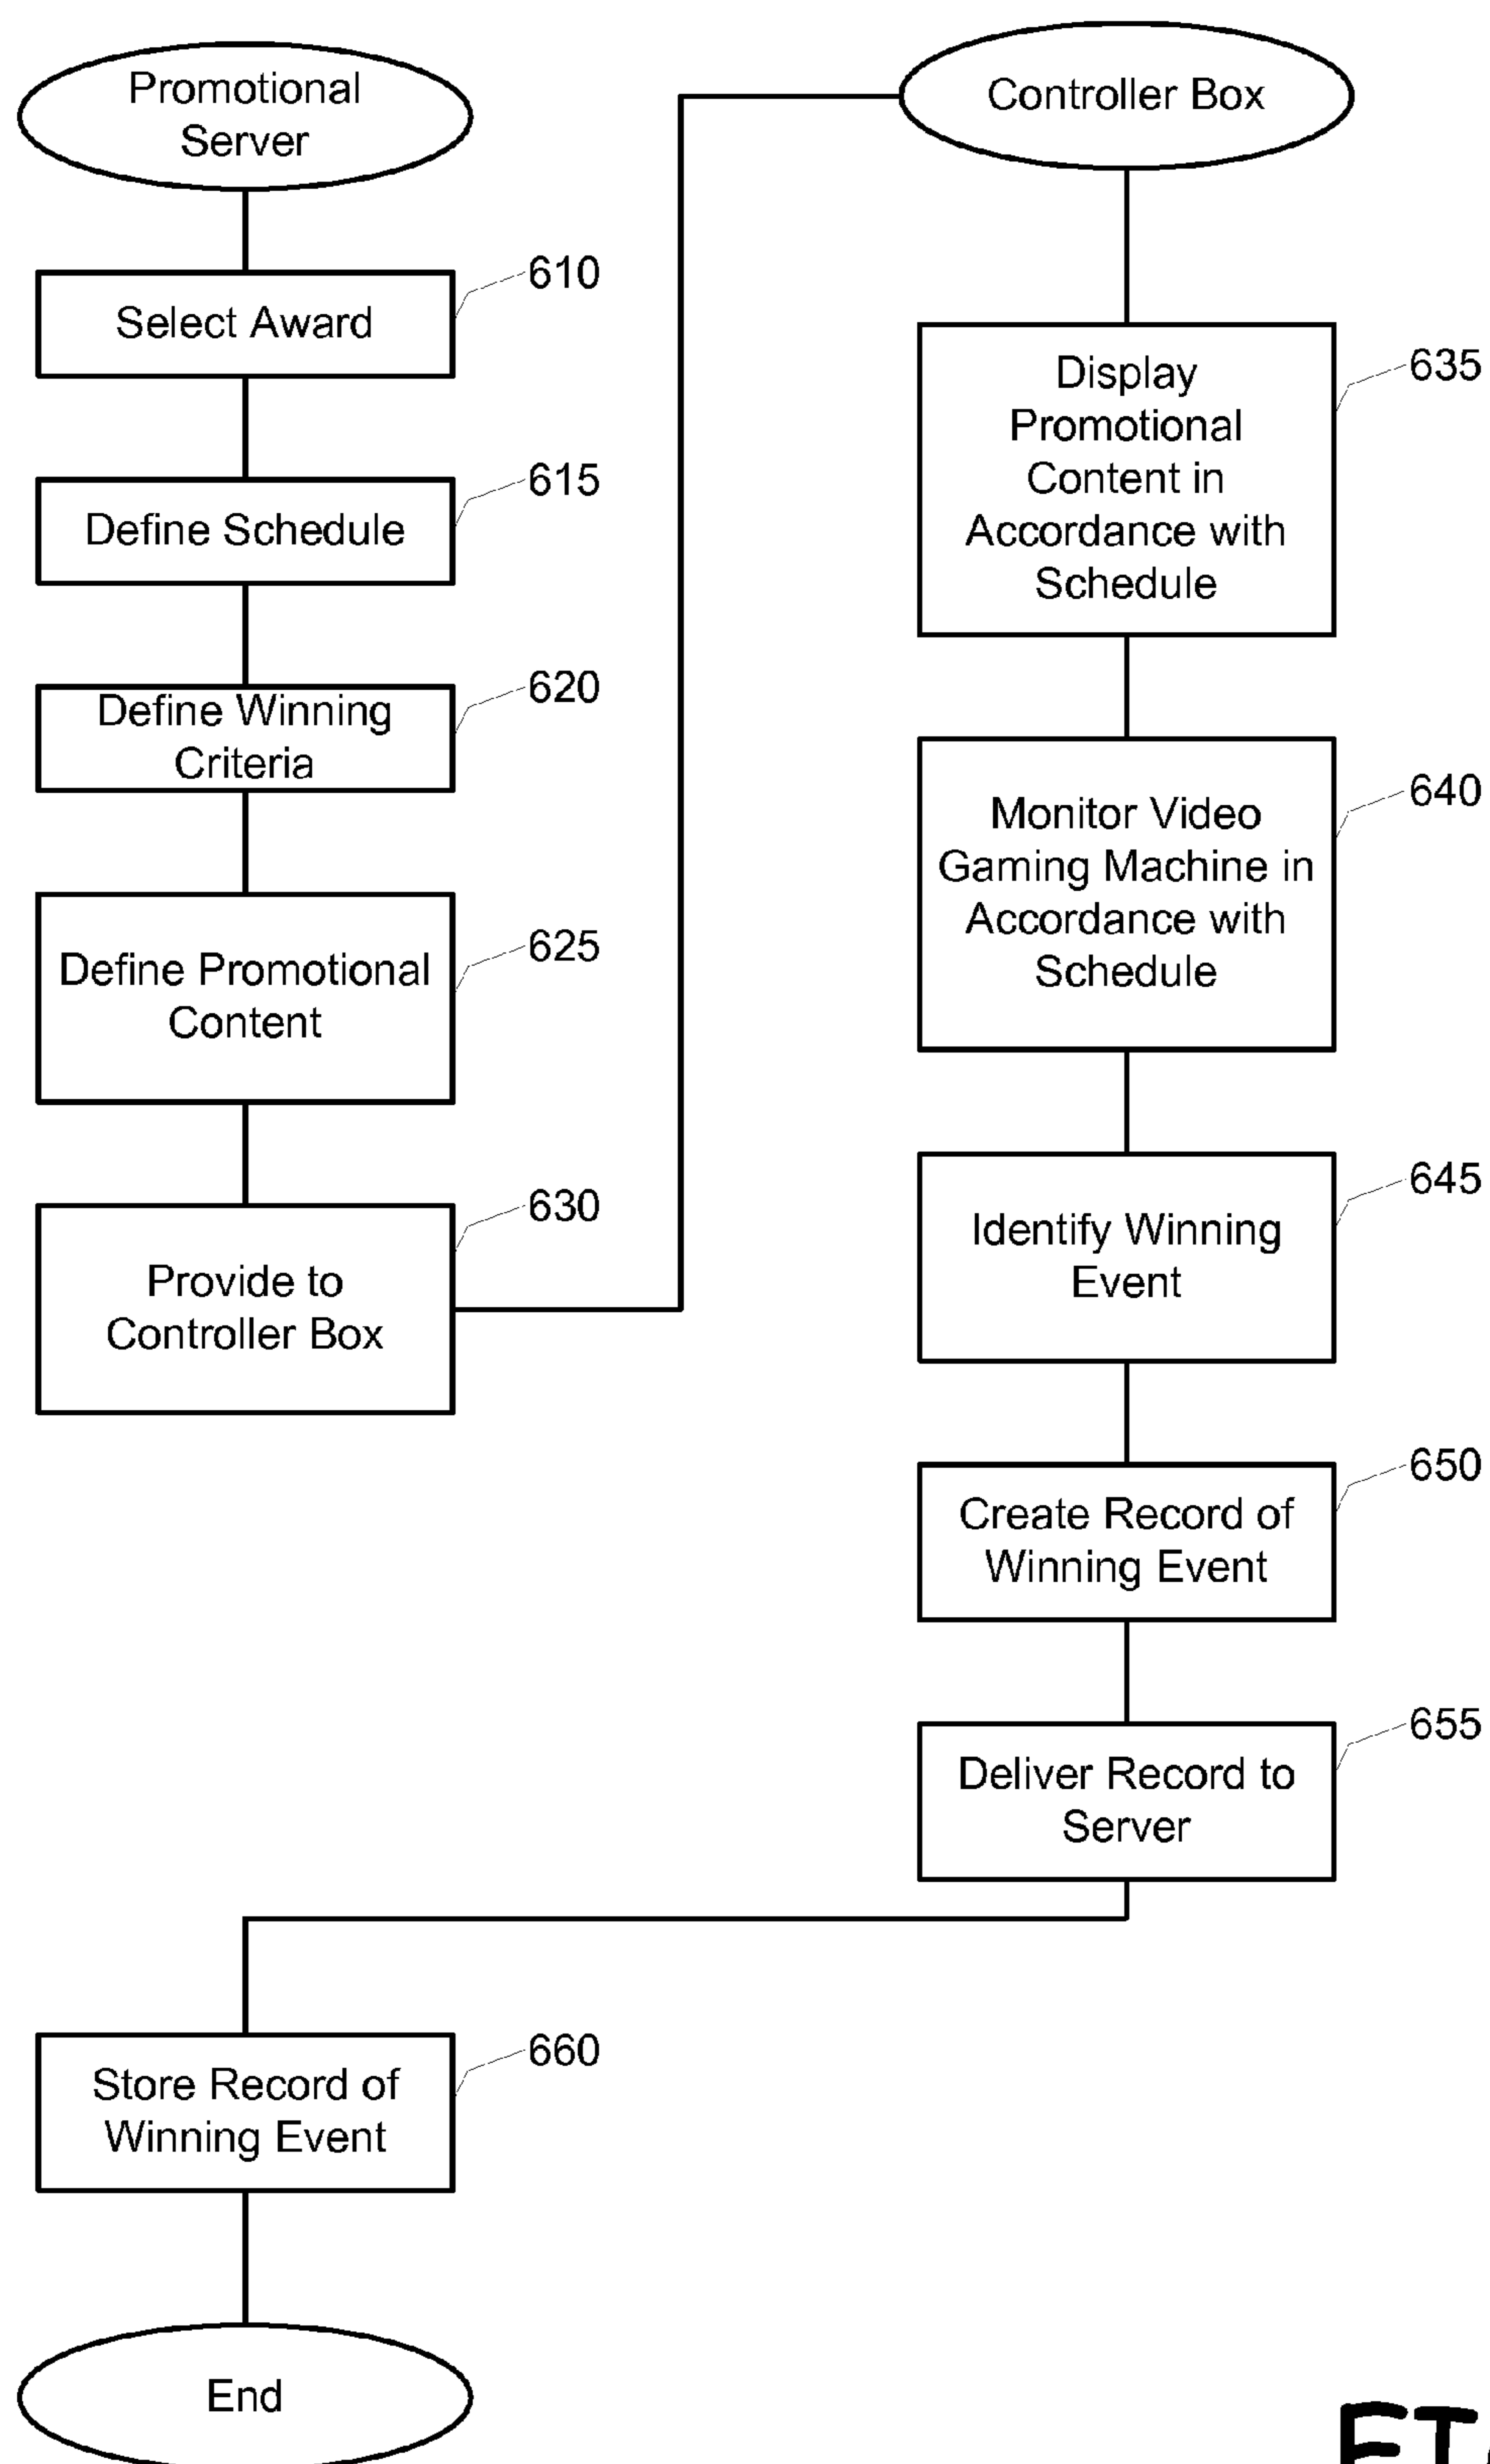 Promotional
Server
610
Select Award
615
Define Schedule
620
Define Winning
Criteria
625
Define Promotional
Content
630
Provide to
Controller Box
Controller Box
635
Display
Promotional
Content in
Accordance with
Schedule
640
Monitor Video
Gaming Machine in
Accordance with
Schedule
645
Identify Winning
Event
650
Create Record of
Winning Event
655
Deliver Record to
Server
660
Store Record of
Winning Event
End